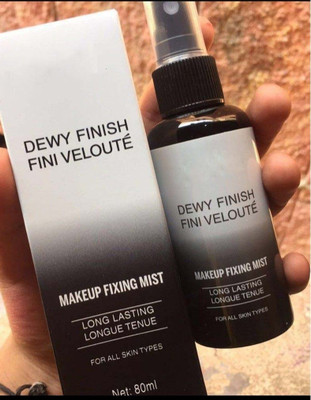 DEWY FINISH
FINI VELOUTÉ
MAKEUP FIXING MIST
LONG LASTING
LONGUE TENUE
FOR ALL SKIN TYPES
Net: 80ml
DEWY FINISH
FINI VELOUTÉ
MAKEUP FIXING MIST
LONG LASTING
LONGUE TENUE
FOR ALL SKIN TYPES